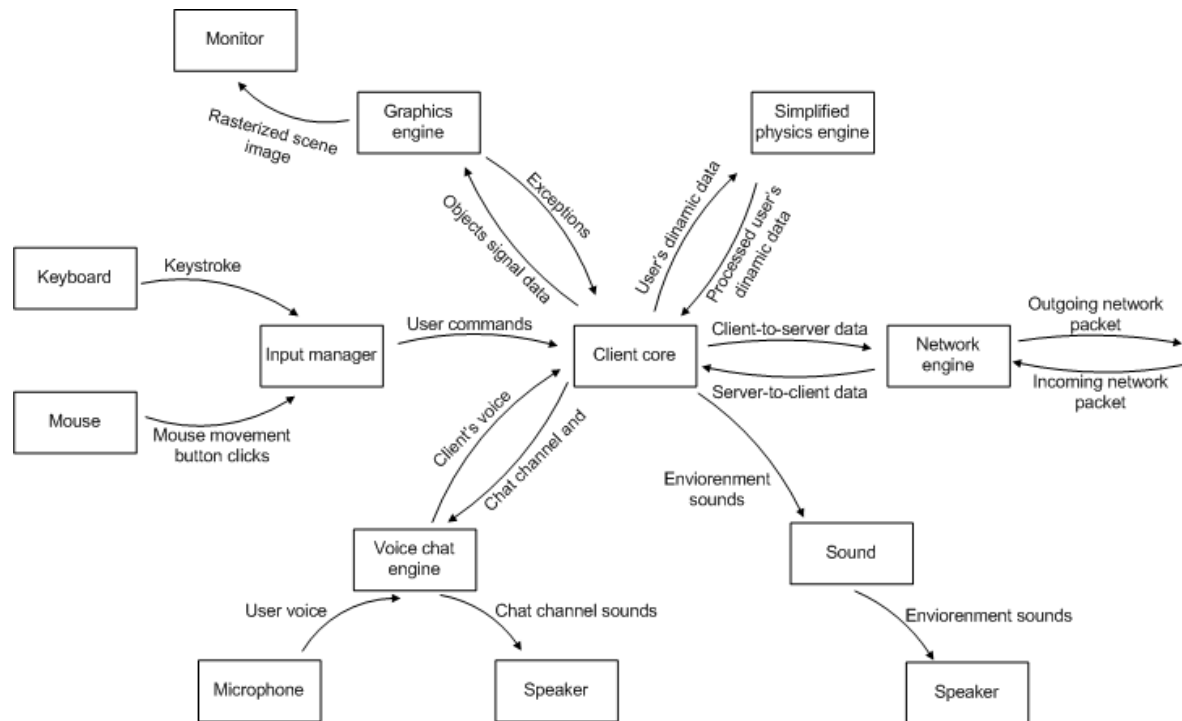 Monitor
Graphics
engine
Simplified
physics engine
Rasterized scene
image
Exceptions
Objects signal data
User's dinamic data
Processed user's
dinamic data
Keyboard
Keystroke
Input manager
User commands
Client core
Client-to-server data
Server-to-client data
Network
engine
Outgoing network
packet
Incoming network
packet
Mouse
Mouse movement
button clicks
Client's voice
Chat channel and
Enviorenment
sounds
Voice chat
engine
Sound
User voice
Chat channel sounds
Enviorenment sounds
Microphone
Speaker
Speaker